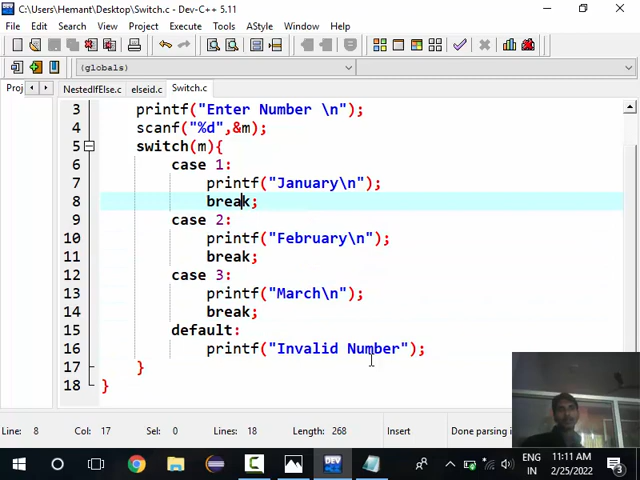 C:\Users\Hemant\Desktop\Switch.c - Dev-C++ 5.11
File Edit Search View Project Execute Tools AStyle Window Help
(globals)
Proj NestedIfElse.c elseid.c Switch.c
3 printf("Enter Number \n");
4 scanf("%d",&m);
5 switch(m){
6 case 1:
7 printf("January\n");
8 break;
9 case 2:
10 printf("February\n");
11 break;
12 case 3:
13 printf("March\n");
14 break;
15 default:
16 printf("Invalid Number");
17 }
18 }
Line: 8 Col: 17 Sel: 0 Lines: 18 Length: 268 Insert Done parsing i
DEV
ENG 11:11 AM
IN 2/25/2022
3